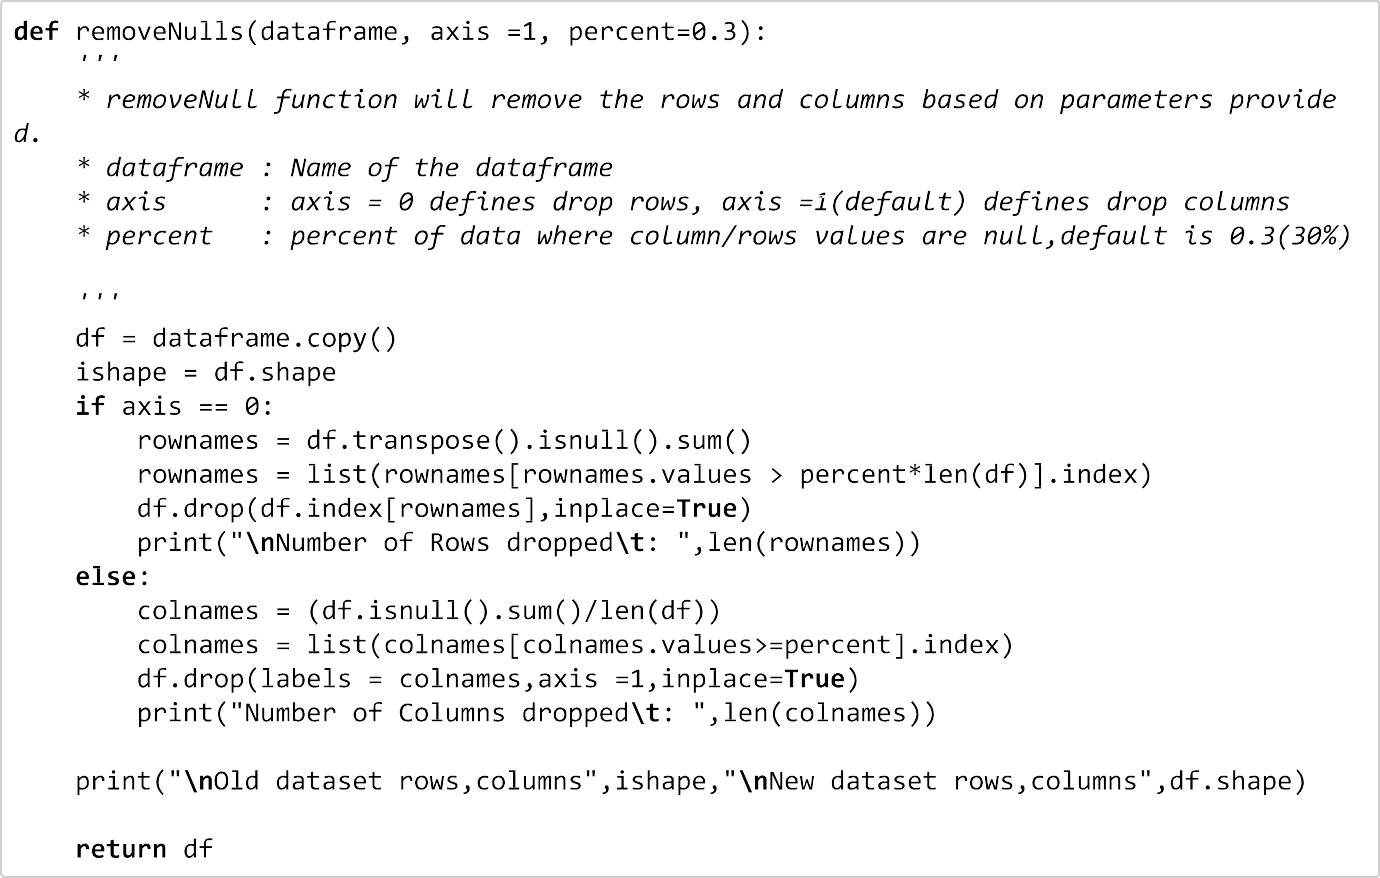 def removeNulls(dataframe, axis =1, percent=0.3):
    '''
    * removeNull function will remove the rows and columns based on parameters provide
d.
    * dataframe : Name of the dataframe
    * axis      : axis = 0 defines drop rows, axis =1(default) defines drop columns
    * percent   : percent of data where column/rows values are null,default is 0.3(30%)
    '''
    df = dataframe.copy()
    ishape = df.shape
    if axis == 0:
        rownames = df.transpose().isnull().sum()
        rownames = list(rownames[rownames.values > percent*len(df)].index)
        df.drop(df.index[rownames],inplace=True)
        print("\nNumber of Rows dropped\t: ",len(rownames))
    else:
        colnames = (df.isnull().sum()/len(df))
        colnames = list(colnames[colnames.values>=percent].index)
        df.drop(labels = colnames,axis =1,inplace=True)
        print("Number of Columns dropped\t: ",len(colnames))
    print("\nOld dataset rows,columns",ishape,"\nNew dataset rows,columns",df.shape)
    return df